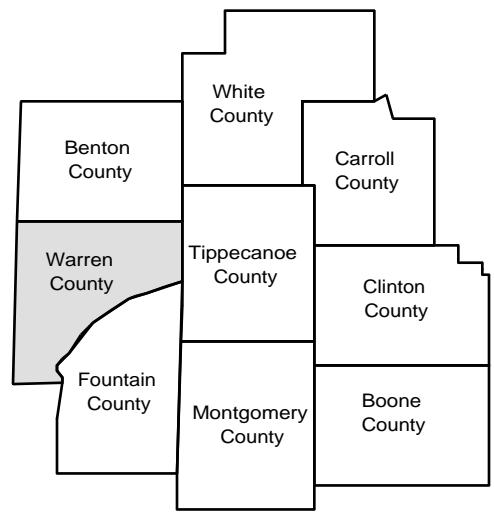 White
County
Benton
County
Carroll
County
Warren
County
Tippecanoe
County
Clinton
County
Fountain
County
Montgomery
County
Boone
County